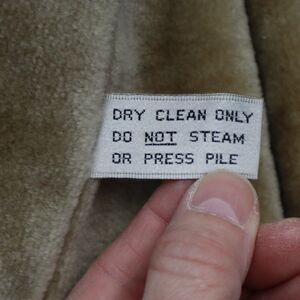 DRY CLEAN ONLY
DO NOT STEAM
OR PRESS PILE